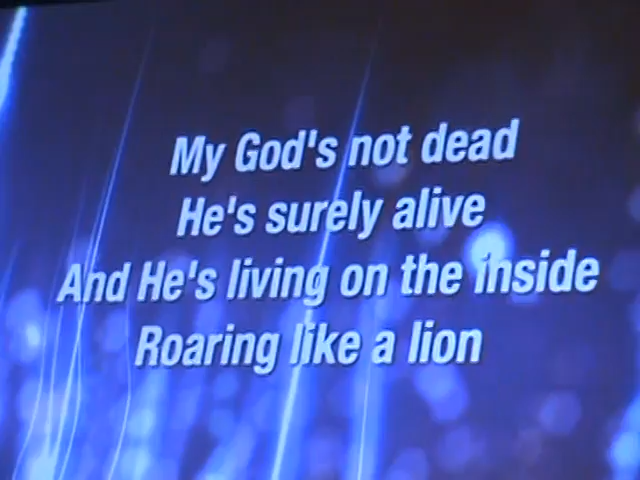 My God's not dead
He's surely alive
And He's living on the inside
Roaring like a lion